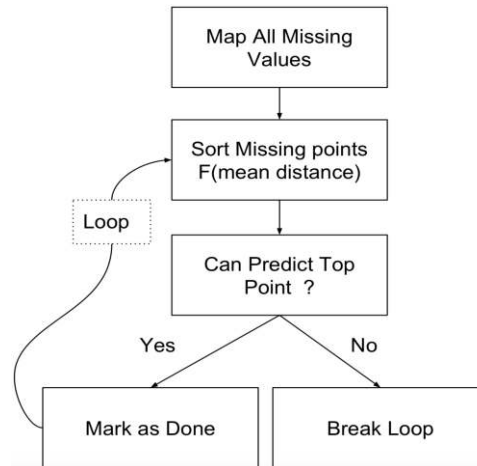 Map All Missing
Values
Sort Missing points
F(mean distance)
Loop
Can Predict Top
Point ?
Yes
No
Mark as Done
Break Loop